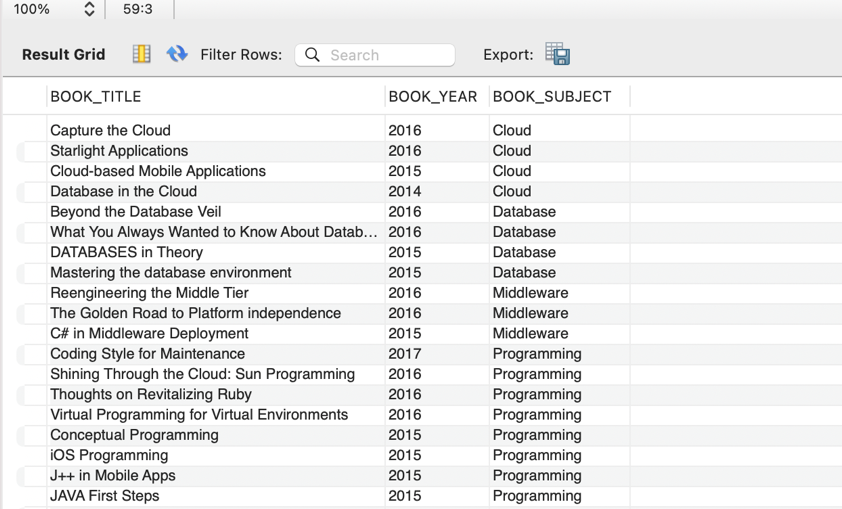 100% 59:3
Result Grid Filter Rows: Search Export:
BOOK_TITLE BOOK_YEAR BOOK_SUBJECT
Capture the Cloud 2016 Cloud
Starlight Applications 2016 Cloud
Cloud-based Mobile Applications 2015 Cloud
Database in the Cloud 2014 Cloud
Beyond the Database Veil 2016 Database
What You Always Wanted to Know About Datab... 2016 Database
DATABASES in Theory 2015 Database
Mastering the database environment 2015 Database
Reengineering the Middle Tier 2016 Middleware
The Golden Road to Platform independence 2016 Middleware
C# in Middleware Deployment 2015 Middleware
Coding Style for Maintenance 2017 Programming
Shining Through the Cloud: Sun Programming 2016 Programming
Thoughts on Revitalizing Ruby 2016 Programming
Virtual Programming for Virtual Environments 2016 Programming
Conceptual Programming 2015 Programming
iOS Programming 2015 Programming
J++ in Mobile Apps 2015 Programming
JAVA First Steps 2015 Programming